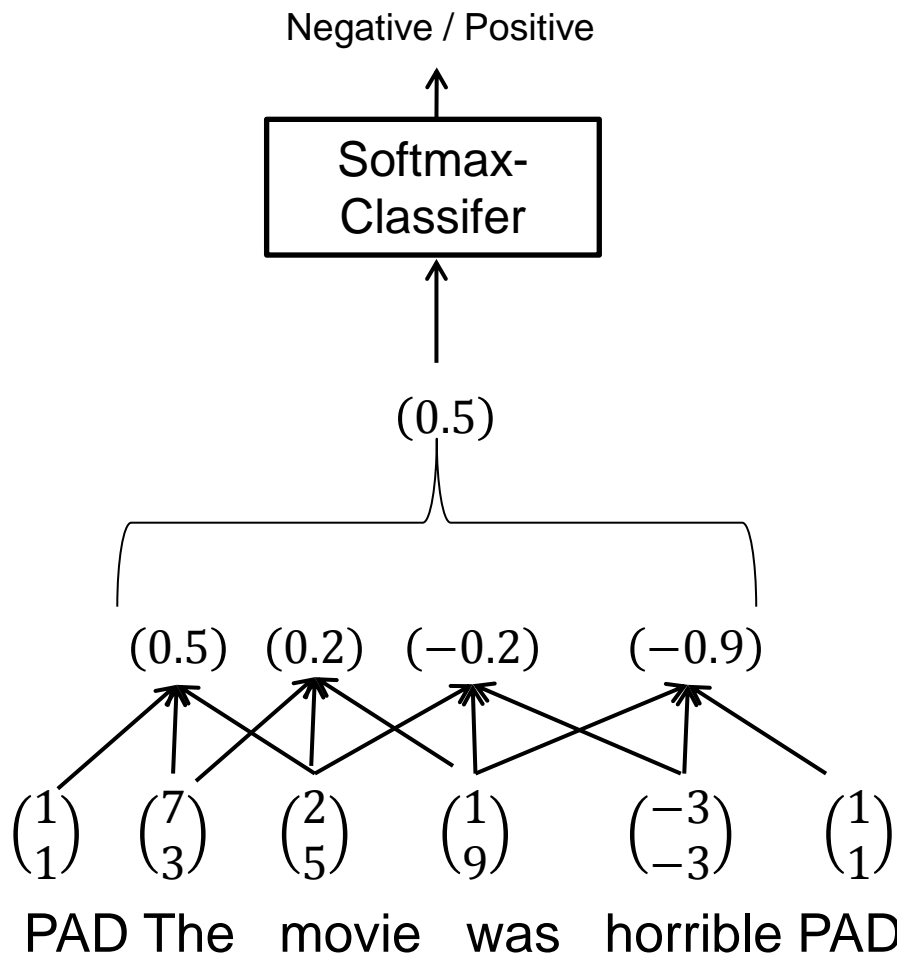 Negative / Positive
Softmax-
Classifer
(0.5)
(0.5) (0.2) (−0.2) (−0.9)
(1 (7 (2 (1 (−3 (1
1) 3) 5) 9) −3) 1)
PAD The movie was horrible PAD